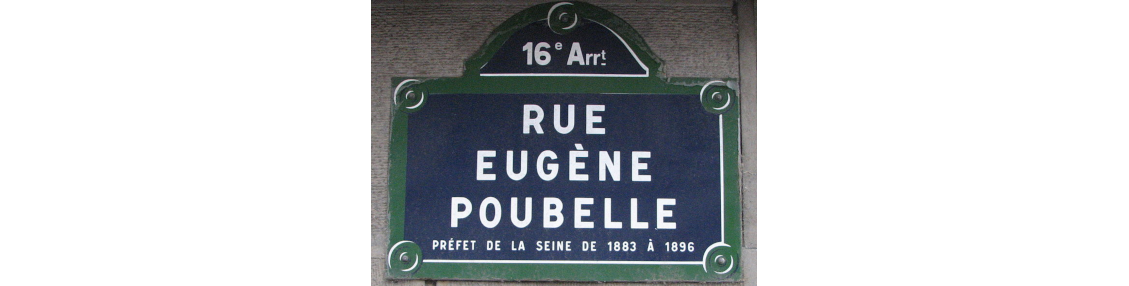 16e Arrt
RUE
EUGÈNE
POUBELLE
PRÉFET DE LA SEINE DE 1883 À 1896